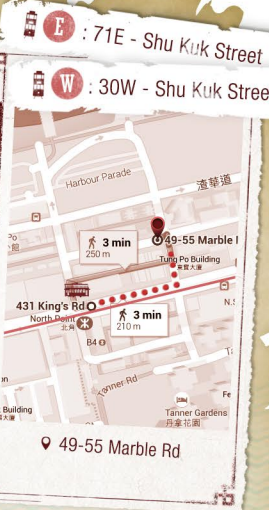 E : 71E - Shu Kuk Street
W : 30W - Shu Kuk Stree
Harbour Parade
渣華道
3 min
250 m
49-55 Marble
Tung Po Building
東寶大廈
431 King's Rd
North Point
北角
3 min
210 m
B4
Tanner Rd
Building
Tanner Gardens
丹拿花園
49-55 Marble Rd